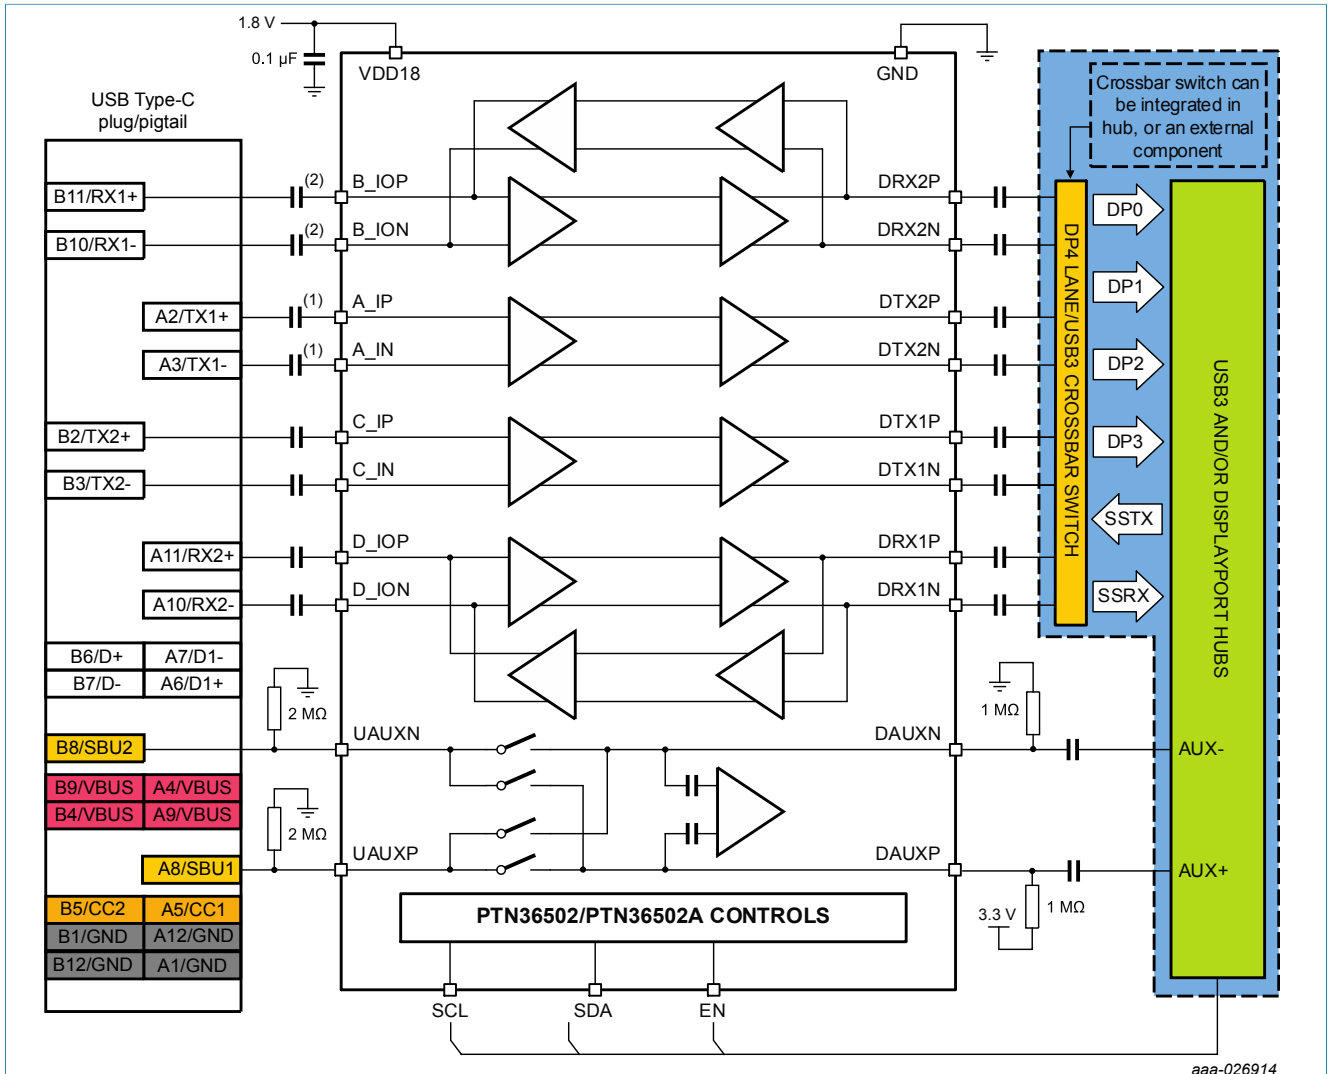 1.8 V
0.1 µF
VDD18
GND
USB Type-C
plug/pigtail
Crossbar switch can
be integrated in
hub, or an external
component
B11/RX1+
(2)
B_IOP
DRX2P
B10/RX1-
(2)
B_ION
DRX2N
A2/TX1+
(1)
A_IP
DTX2P
A3/TX1-
(1)
A_IN
DTX2N
B2/TX2+
C_IP
DTX1P
B3/TX2-
C_IN
DTX1N
A11/RX2+
D_IOP
DRX1P
A10/RX2-
D_ION
DRX1N
DP4 LANE/USB3 CROSSBAR SWITCH
DP0
DP1
DP2
DP3
SSTX
SSRX
USB3 AND/OR DISPLAYPORT HUBS
B6/D+
A7/D1-
B7/D-
A6/D1+
2 MΩ
1 MΩ
B8/SBU2
UAUXN
DAUXN
AUX-
B9/VBUS
A4/VBUS
B4/VBUS
A9/VBUS
2 MΩ
A8/SBU1
UAUXP
DAUXP
AUX+
3.3 V
1 MΩ
B5/CC2
A5/CC1
B1/GND
A12/GND
B12/GND
A1/GND
PTN36502/PTN36502A CONTROLS
SCL
SDA
EN
aaa-026914